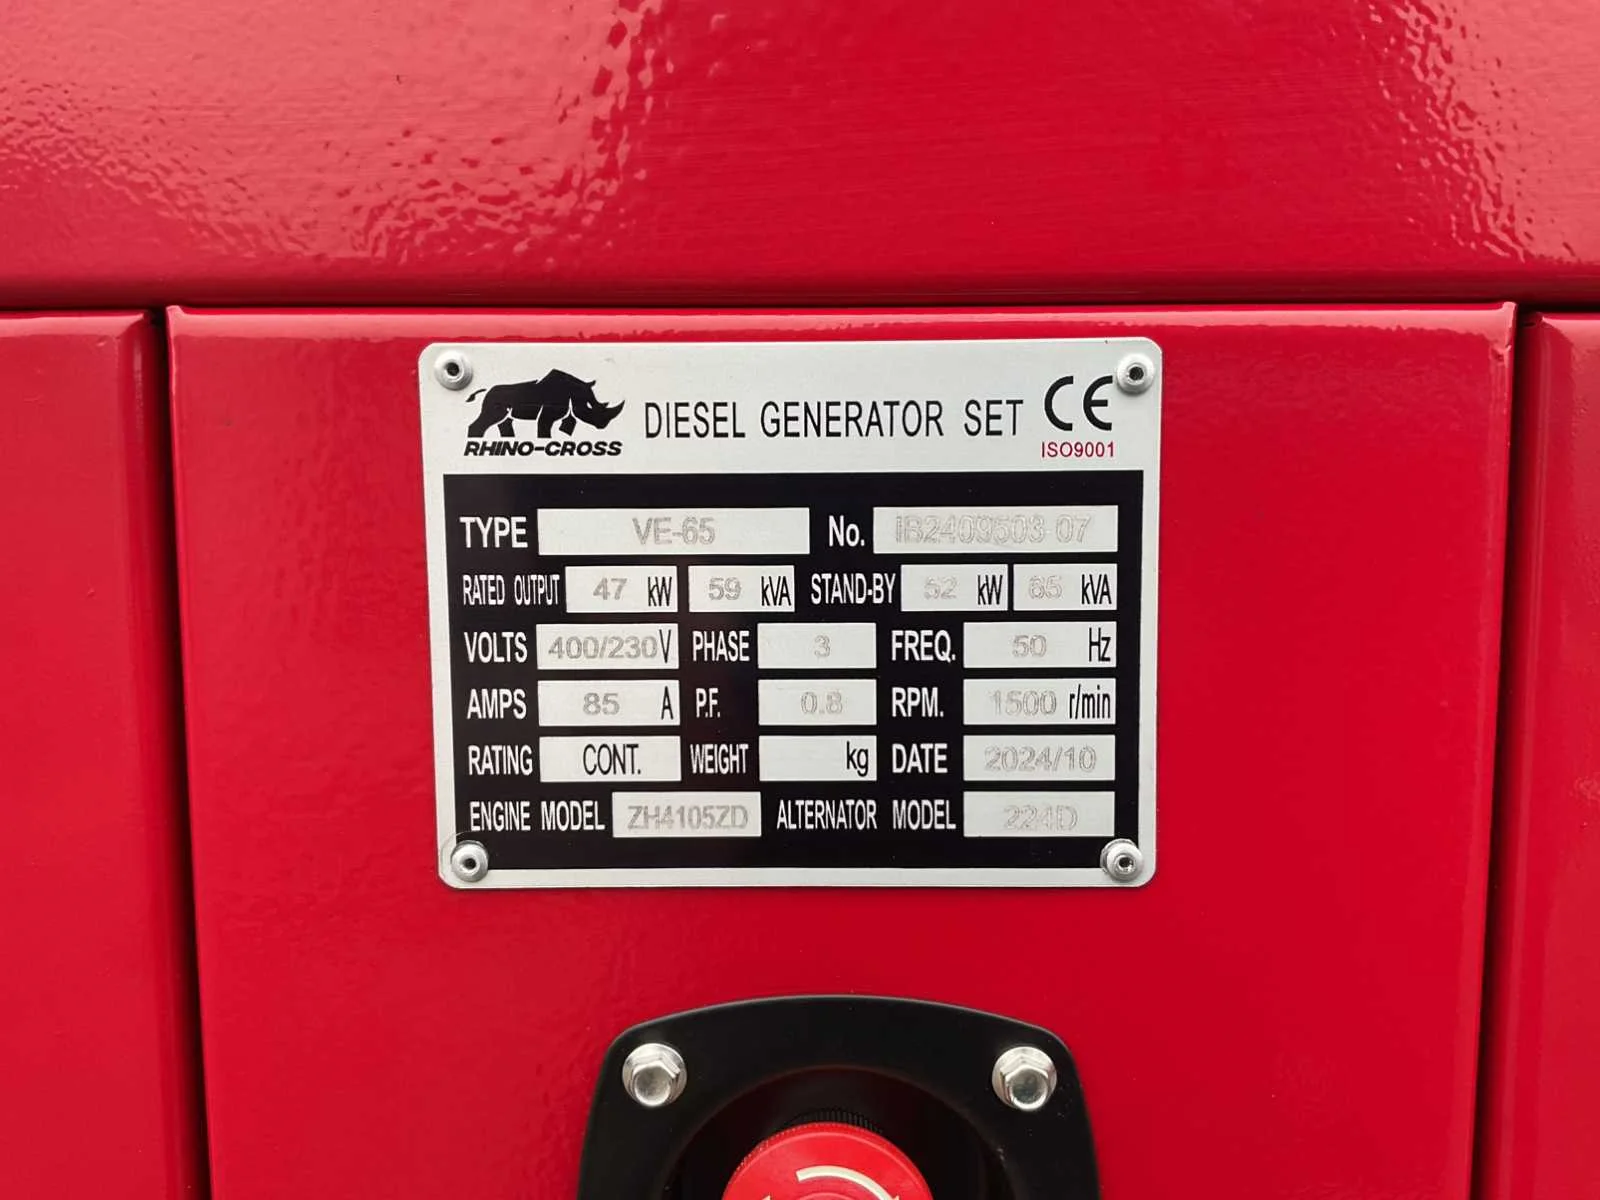 RHINO-CROSS DIESEL GENERATOR SET CE
ISO9001
TYPE VE-65 No. IB2409503-07
RATED OUTPUT 47 kW 59 kVA STAND-BY 52 kW 65 kVA
VOLTS 400/230V PHASE 3 FREQ. 50 Hz
AMPS 85 A P.F. 0.8 RPM. 1500 r/min
RATING CONT. WEIGHT kg DATE 2024/10
ENGINE MODEL ZH4105ZD ALTERNATOR MODEL 224D